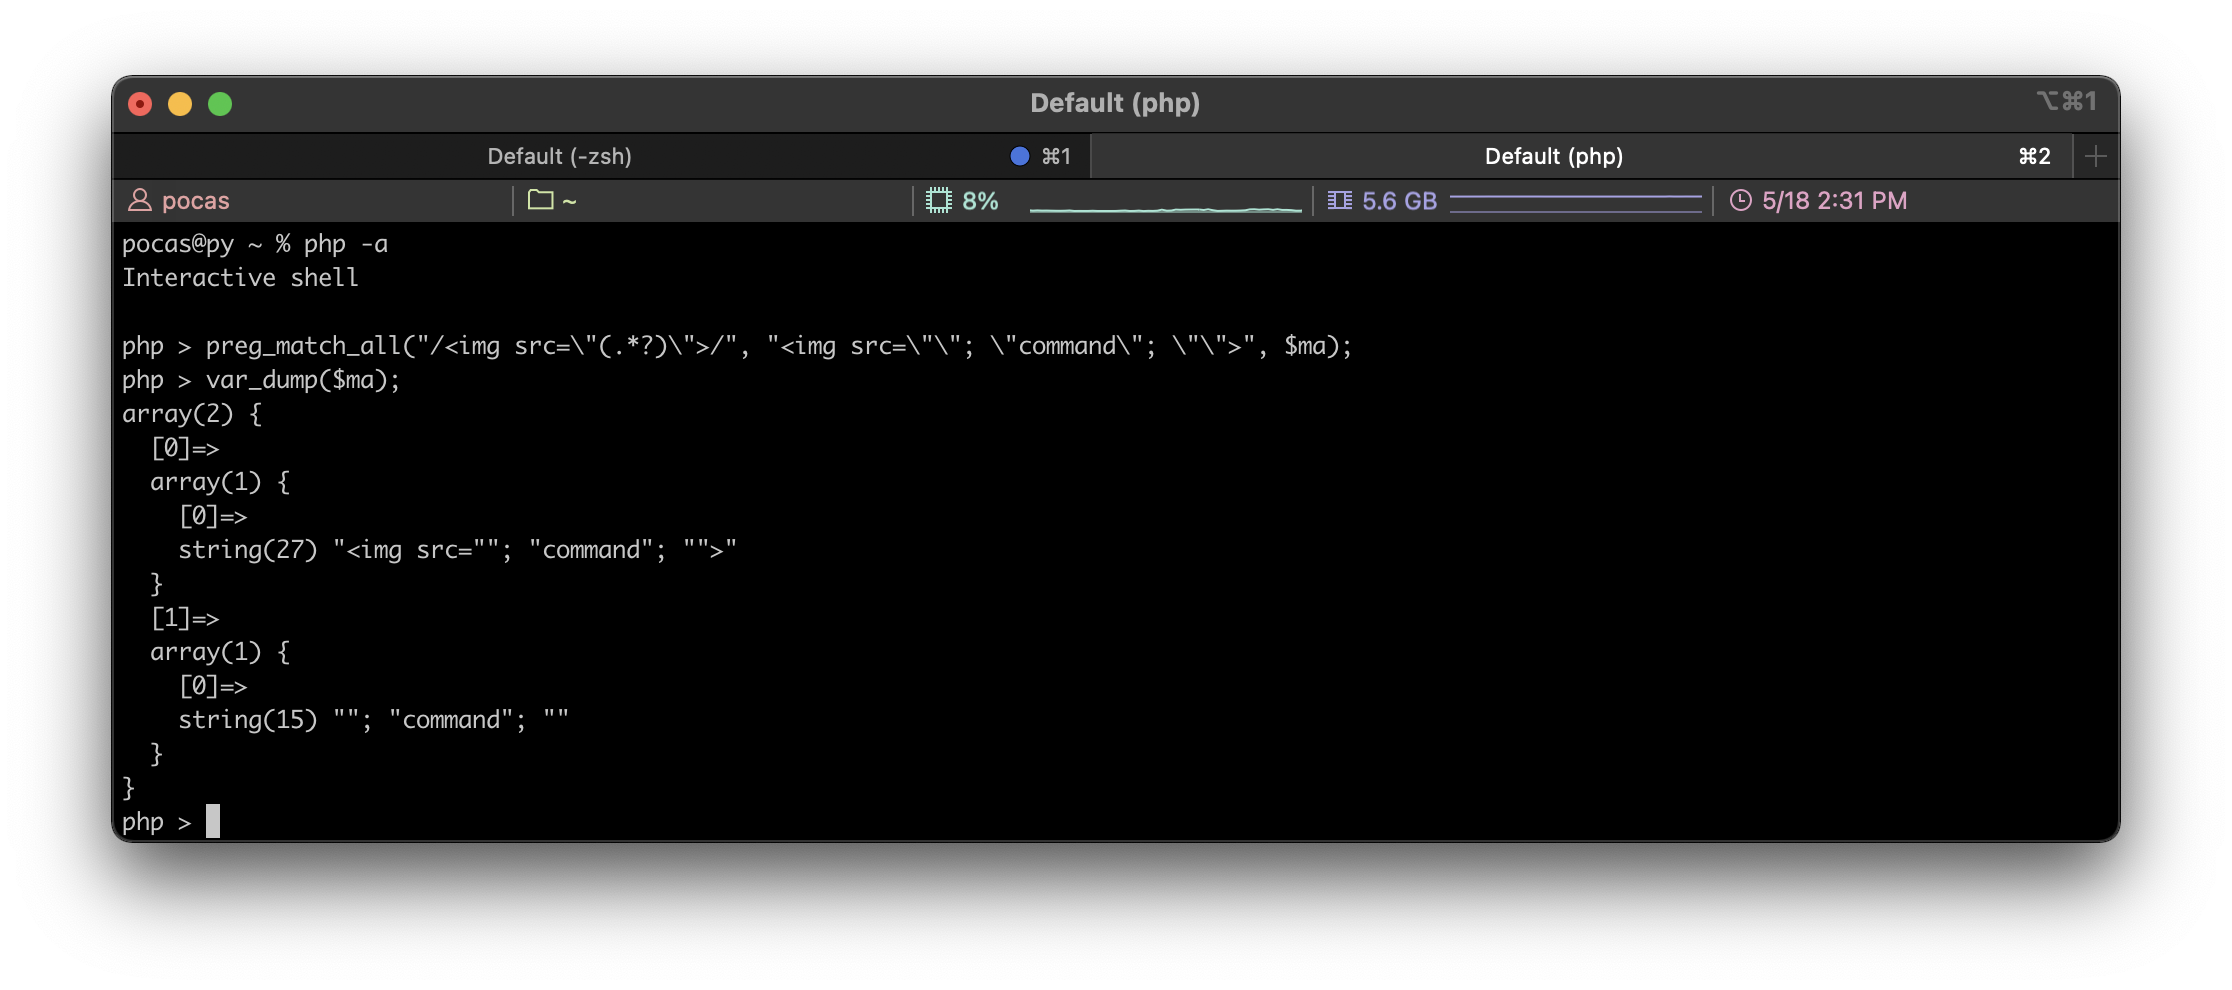 Default (php)
⌥⌘1
Default (-zsh)
⌘1
Default (php)
⌘2
pocas
~
8%
5.6 GB
5/18 2:31 PM
pocas@py ~ % php -a
Interactive shell
php > preg_match_all("/<img src=\"(.*?)\">/", "<img src=\"\"; \"command\"; \"\">", $ma);
php > var_dump($ma);
array(2) {
  [0]=>
  array(1) {
    [0]=>
    string(27) "<img src=""; "command"; "">"
  }
  [1]=>
  array(1) {
    [0]=>
    string(15) ""; "command"; ""
  }
}
php >